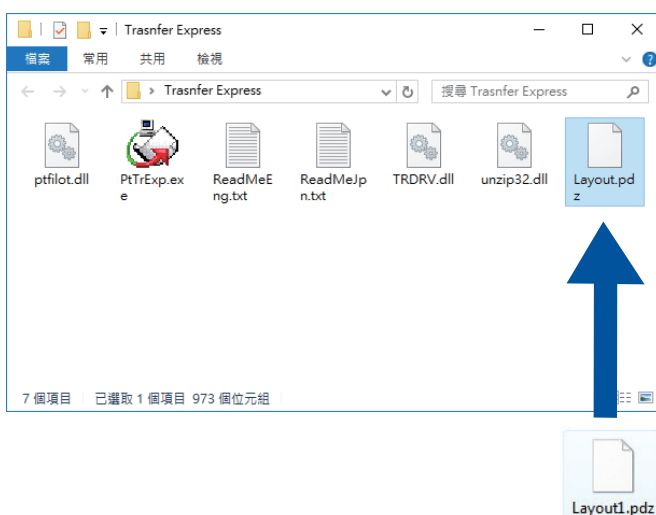 Trasnfer Express
檔案 常用 共用 檢視
Trasnfer Express 搜尋 Trasnfer Express
ptfilot.dll PtTrExp.ex ReadMeE ReadMeJp TRDRV.dll unzip32.dll Layout.pd
e ng.txt n.txt z
7 個項目 已選取 1 個項目 973 個位元組
Layout1.pdz